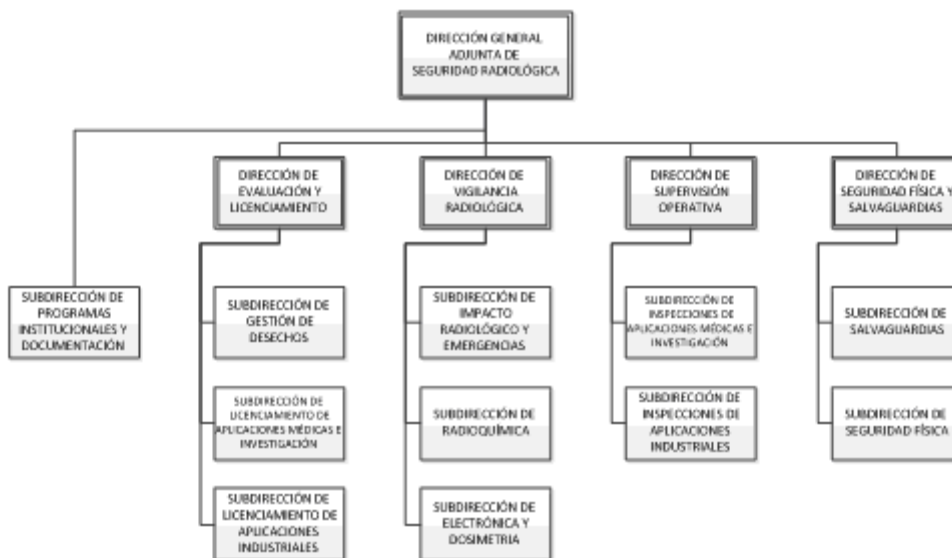 DIRECCIÓN GENERAL
ADJUNTA DE
SEGURIDAD RADIOLÓGICA
DIRECCIÓN DE
EVALUACIÓN Y
LICENCIAMIENTO
DIRECCIÓN DE
VIGILANCIA
RADIOLÓGICA
DIRECCIÓN DE
SUPERVISIÓN
OPERATIVA
DIRECCIÓN DE
SEGURIDAD FÍSICA Y
SALVAGUARDIAS
SUBDIRECCIÓN DE
PROGRAMAS
INSTITUCIONALES Y
DOCUMENTACIÓN
SUBDIRECCIÓN DE
GESTIÓN DE
DESECHOS
SUBDIRECCIÓN DE
IMPACTO
RADIOLÓGICO Y
EMERGENCIAS
SUBDIRECCIÓN DE
INSPECCIONES DE
APLICACIONES MÉDICAS E
INVESTIGACIÓN
SUBDIRECCIÓN DE
SALVAGUARDIAS
SUBDIRECCIÓN DE
LICENCIAMIENTO DE
APLICACIONES MÉDICAS E
INVESTIGACIÓN
SUBDIRECCIÓN DE
RADIOQUÍMICA
SUBDIRECCIÓN DE
INSPECCIONES DE
APLICACIONES
INDUSTRIALES
SUBDIRECCIÓN DE
SEGURIDAD FÍSICA
SUBDIRECCIÓN DE
LICENCIAMIENTO DE
APLICACIONES
INDUSTRIALES
SUBDIRECCIÓN DE
ELECTRÓNICA Y
DOSIMETRIA